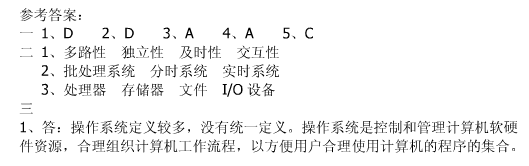 参考答案：
一 1、D 2、D 3、A 4、A 5、C
二 1、多路性 独立性 及时性 交互性
2、批处理系统 分时系统 实时系统
3、处理器 存储器 文件 I/O 设备
三
1、答：操作系统定义较多，没有统一定义。操作系统是控制和管理计算机软硬
件资源，合理组织计算机工作流程，以方便用户合理使用计算机的程序的集合。